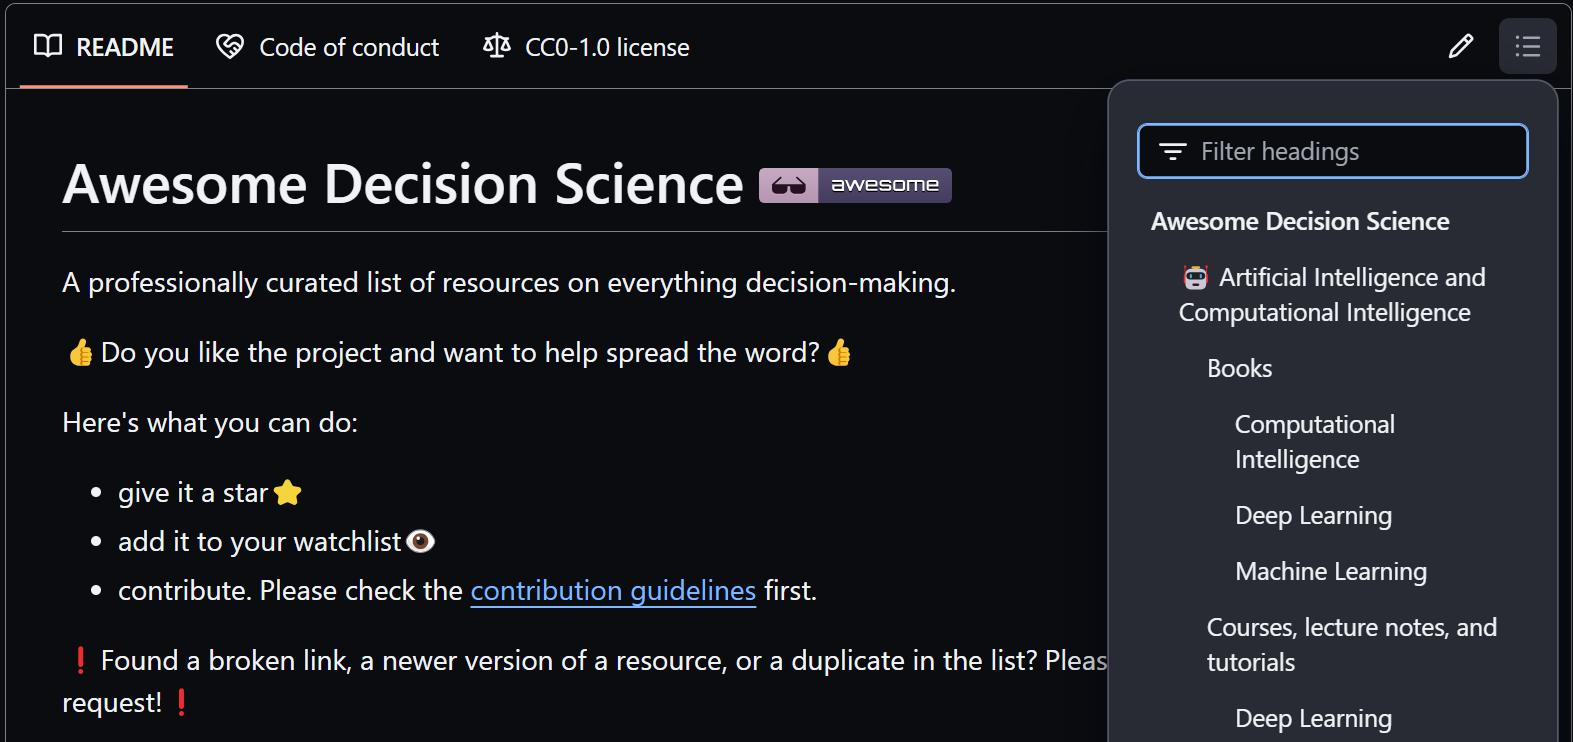 README Code of conduct CC0-1.0 license
Awesome Decision Science awesome
A professionally curated list of resources on everything decision-making.
👍Do you like the project and want to help spread the word?👍
Here's what you can do:
• give it a star⭐
• add it to your watchlist👁️
• contribute. Please check the contribution guidelines first.
❗Found a broken link, a newer version of a resource, or a duplicate in the list? Pleas
request!❗
Filter headings
Awesome Decision Science
🤖 Artificial Intelligence and
Computational Intelligence
Books
Computational
Intelligence
Deep Learning
Machine Learning
Courses, lecture notes, and
tutorials
Deep Learning